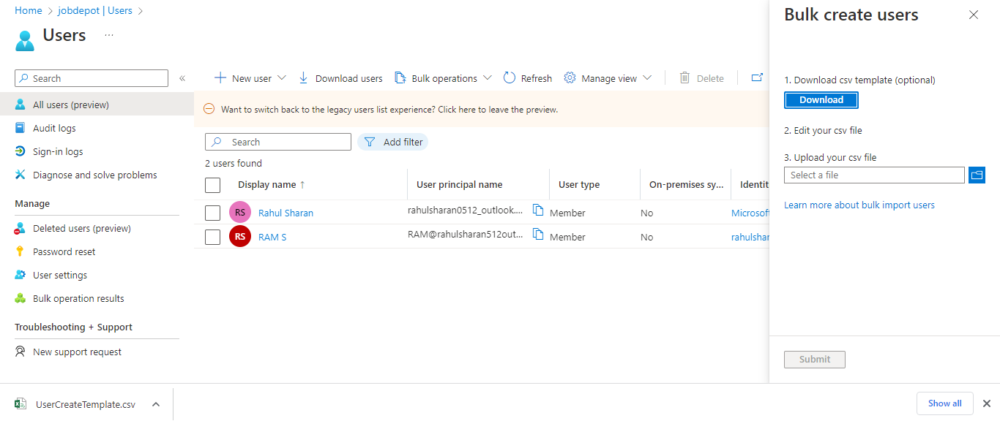 Home > jobdepot | Users >
Users ...
Search «
All users (preview)
Audit logs
Sign-in logs
Diagnose and solve problems
Manage
Deleted users (preview)
Password reset
User settings
Bulk operation results
Troubleshooting + Support
New support request
New user Download users Bulk operations Refresh Manage view Delete
Want to switch back to the legacy users list experience? Click here to leave the preview.
Search Add filter
2 users found
Display name ↑ User principal name User type On-premises sy... Identit
RS Rahul Sharan rahulsharan0512_outlook.... Member No Microsoft
RS RAM S RAM@rahulsharan512out... Member No rahulshar
Bulk create users
1. Download csv template (optional)
Download
2. Edit your csv file
3. Upload your csv file
Select a file
Learn more about bulk import users
Submit
UserCreateTemplate.csv Show all